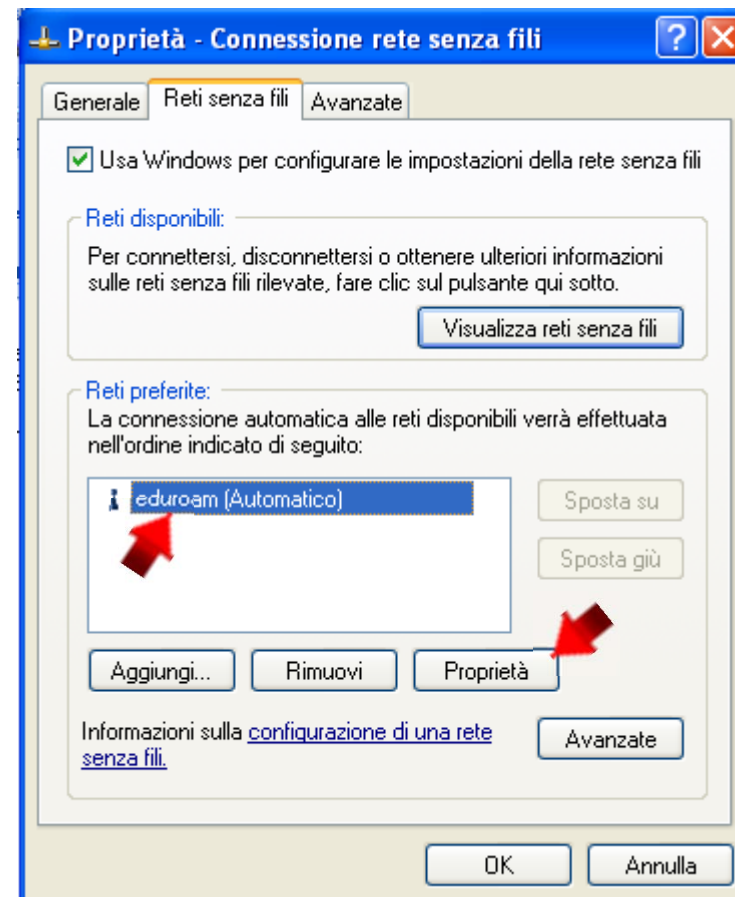 Proprietà - Connessione rete senza fili
Generale
Reti senza fili
Avanzate
Usa Windows per configurare le impostazioni della rete senza fili
Reti disponibili:
Per connettersi, disconnettersi o ottenere ulteriori informazioni
sulle reti senza fili rilevate, fare clic sul pulsante qui sotto.
Visualizza reti senza fili
Reti preferite:
La connessione automatica alle reti disponibili verrà effettuata
nell'ordine indicato di seguito:
eduroam (Automatico)
Sposta su
Sposta giù
Aggiungi...
Rimuovi
Proprietà
Informazioni sulla configurazione di una rete
senza fili.
Avanzate
OK
Annulla